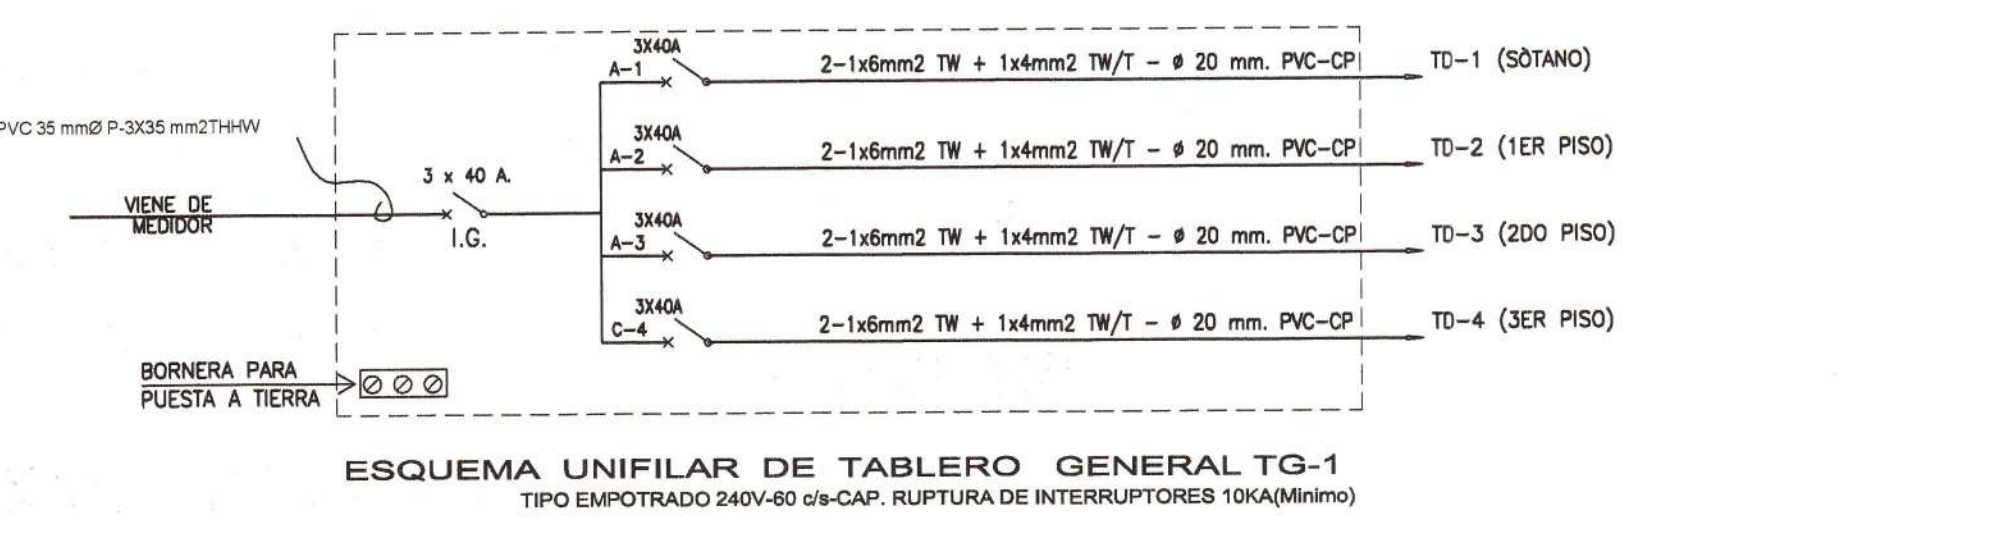 3X40A
A-1
2-1x6mm2 TW + 1x4mm2 TW/T - ø 20 mm. PVC-CP
TD-1 (SÒTANO)
PVC 35 mmØ P-3X35 mm2THHW
3X40A
A-2
2-1x6mm2 TW + 1x4mm2 TW/T - ø 20 mm. PVC-CP
TD-2 (1ER PISO)
3 x 40 A.
VIENE DE
MEDIDOR
I.G.
3X40A
A-3
2-1x6mm2 TW + 1x4mm2 TW/T - ø 20 mm. PVC-CP
TD-3 (2DO PISO)
3X40A
C-4
2-1x6mm2 TW + 1x4mm2 TW/T - ø 20 mm. PVC-CP
TD-4 (3ER PISO)
BORNERA PARA
PUESTA A TIERRA
ESQUEMA UNIFILAR DE TABLERO GENERAL TG-1
TIPO EMPOTRADO 240V-60 c/s-CAP. RUPTURA DE INTERRUPTORES 10KA(Minimo)